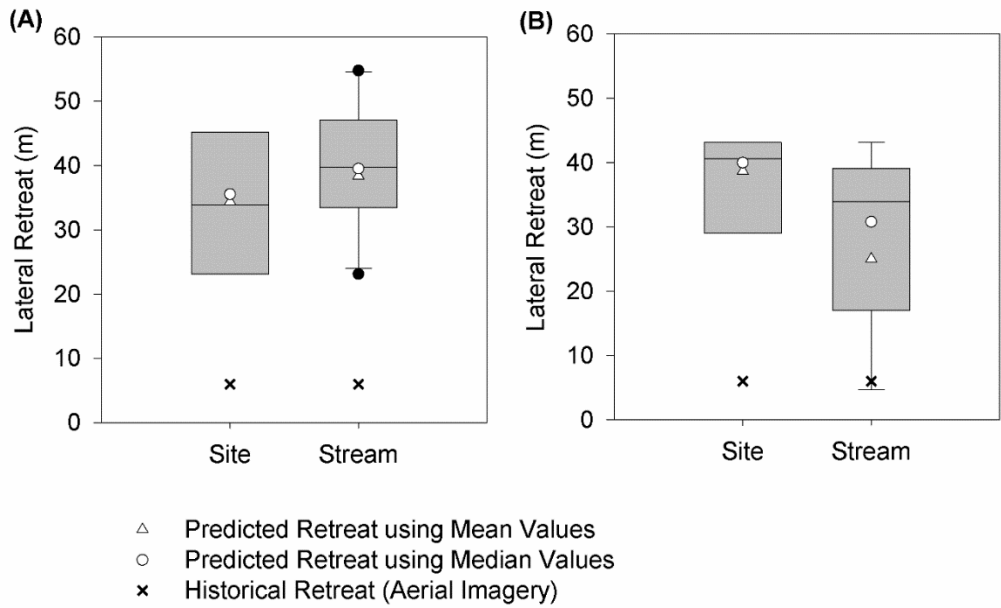 (A)
60
50
40
30
20
10
0
Lateral Retreat (m)
Site Stream
(B)
60
50
40
30
20
10
0
Lateral Retreat (m)
Site Stream
Predicted Retreat using Mean Values
Predicted Retreat using Median Values
Historical Retreat (Aerial Imagery)